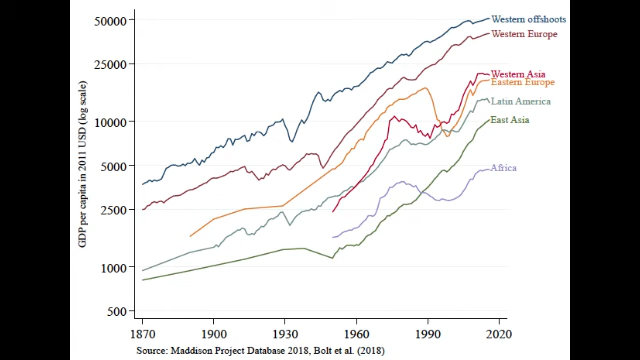 50000
Western offshoots
Western Europe
25000
Western Asia
Eastern Europe
Latin America
10000
East Asia
5000
Africa
2500
1000
500
GDP per capita in 2011 USD (log scale)
1870 1900 1930 1960 1990 2020
Source: Maddison Project Database 2018, Bolt et al. (2018)